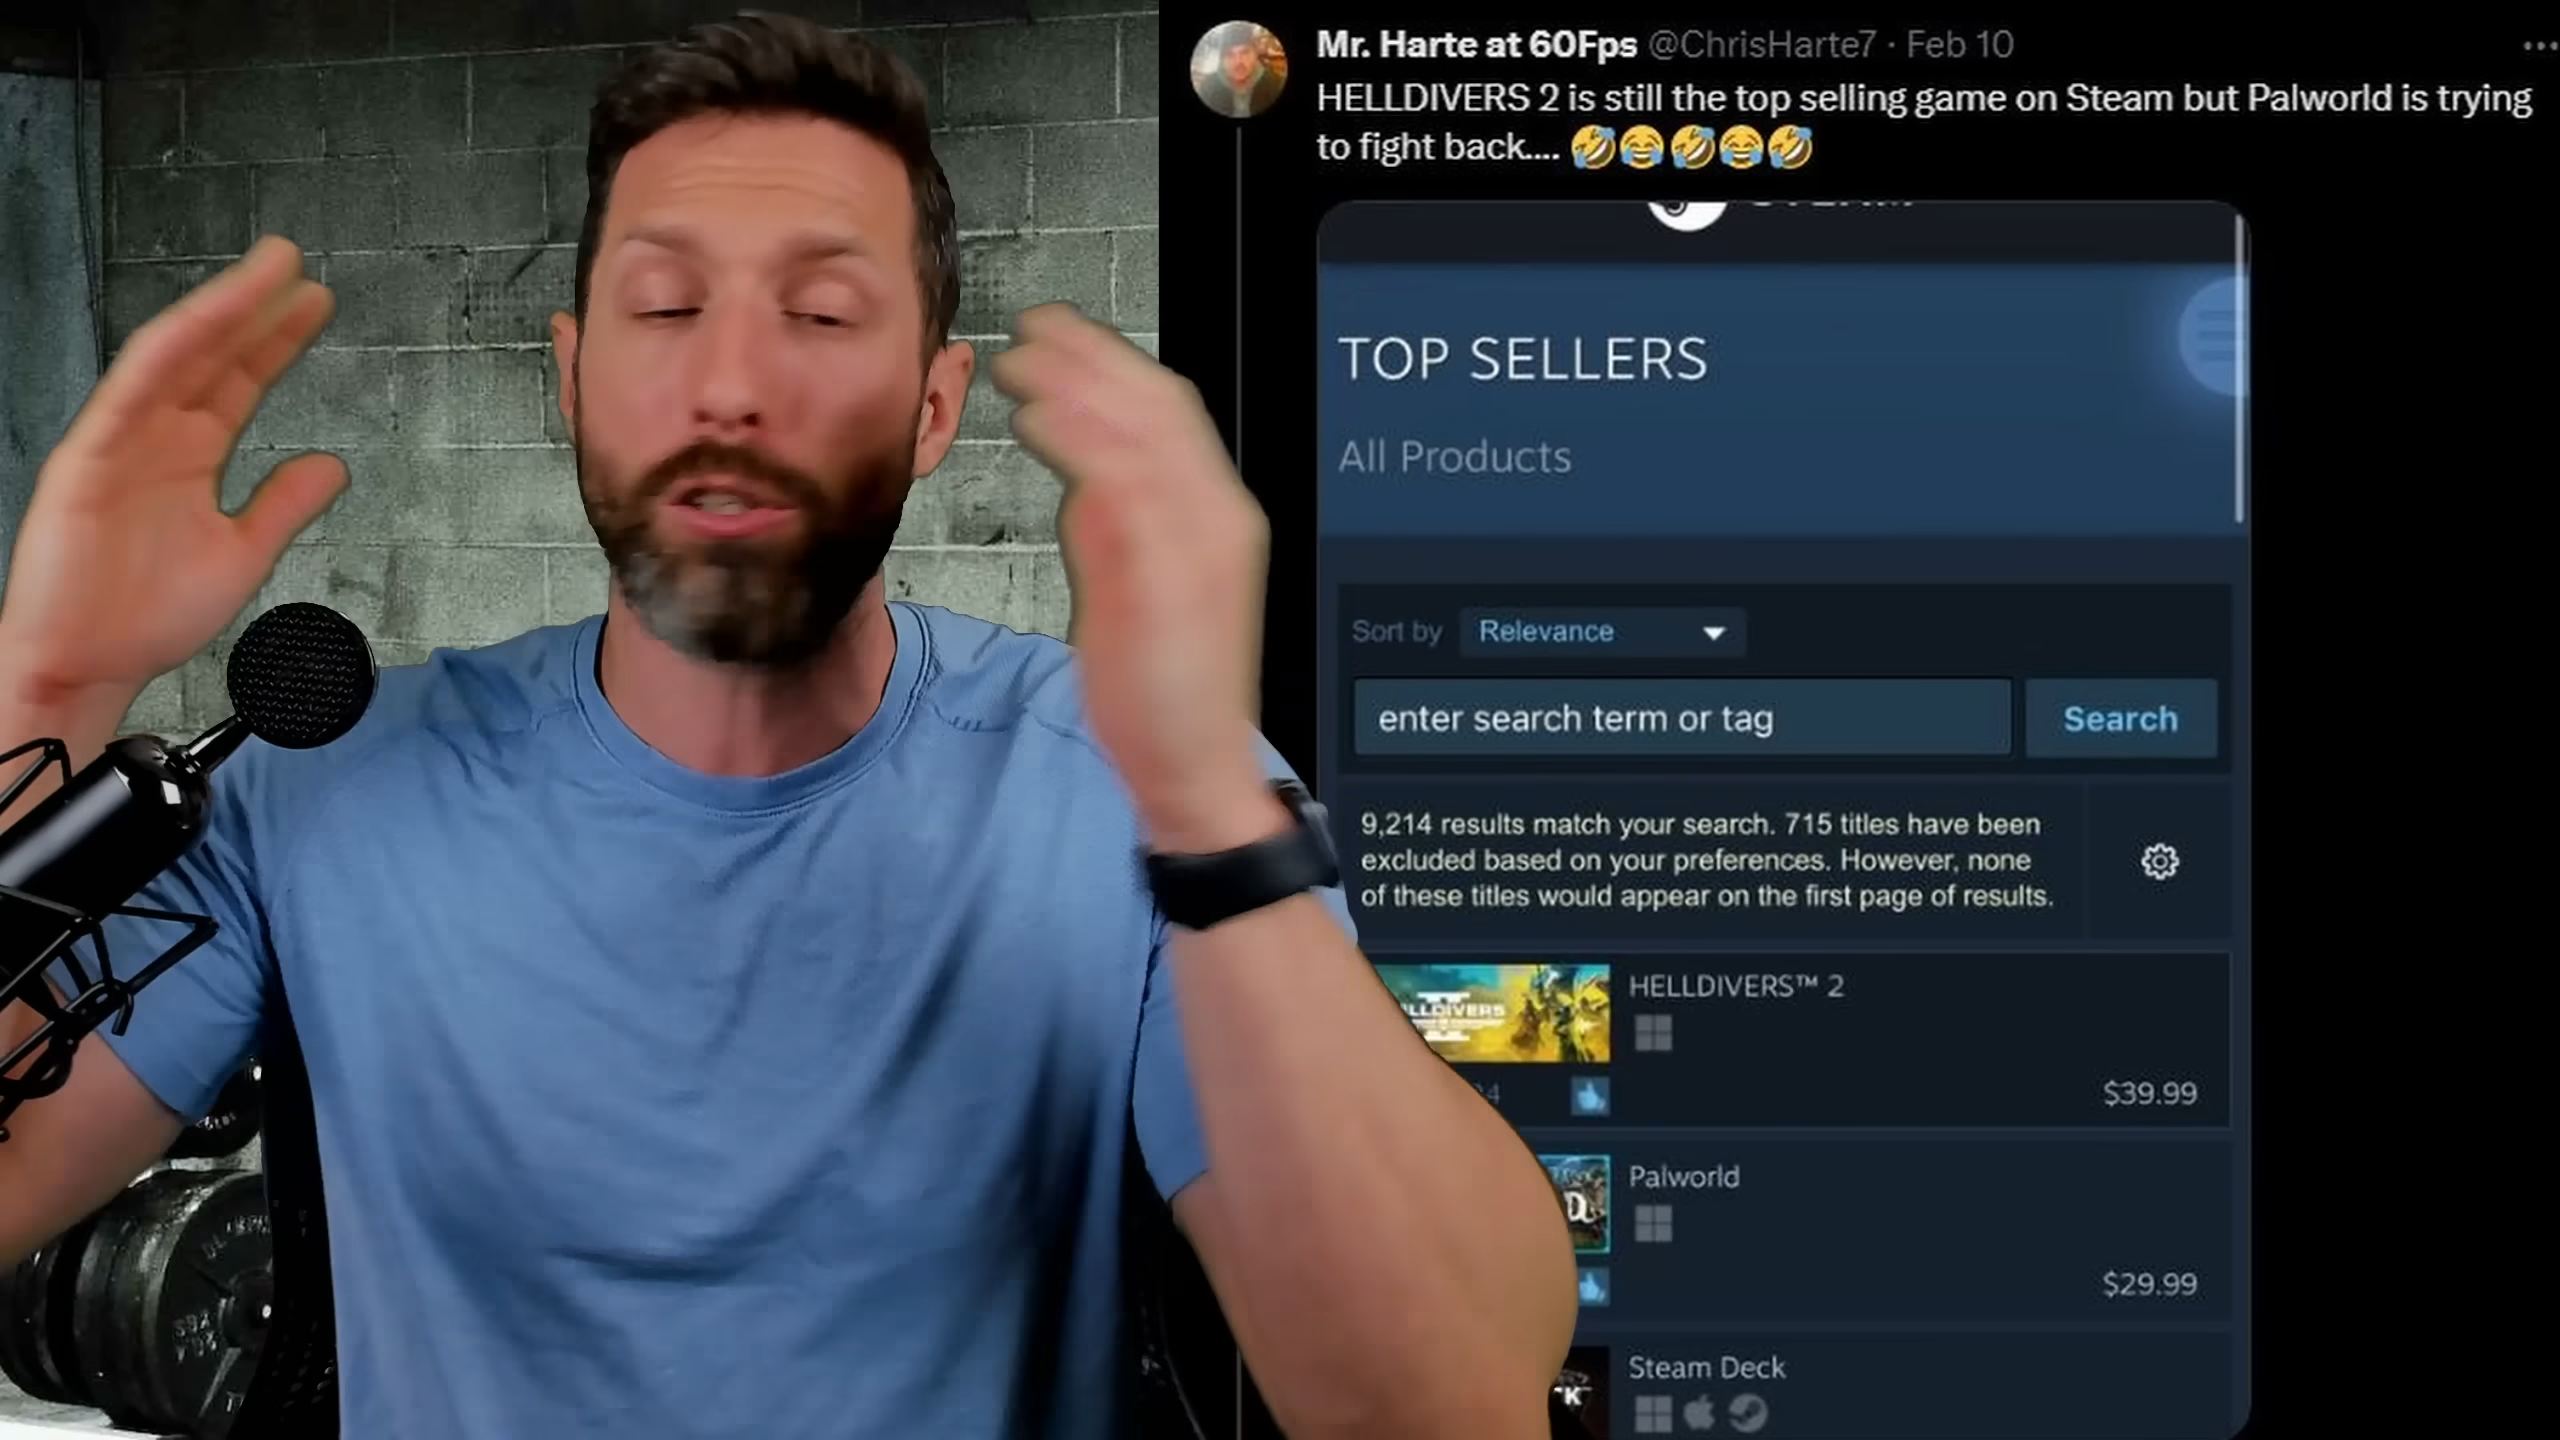 Mr. Harte at 60Fps @ChrisHarte7 · Feb 10
HELLDIVERS 2 is still the top selling game on Steam but Palworld is trying
to fight back.... 🤣😂🤣😂🤣
TOP SELLERS
All Products
Sort by Relevance
enter search term or tag Search
9,214 results match your search. 715 titles have been
excluded based on your preferences. However, none
of these titles would appear on the first page of results.
HELLDIVERS™ 2
$39.99
Palworld
$29.99
Steam Deck